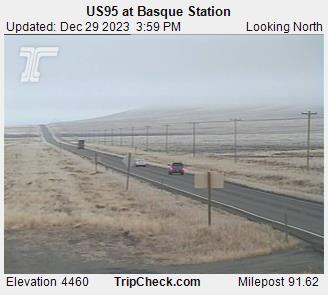 US95 at Basque Station
Updated: Dec 29 2023 3:59 PM Looking North
Elevation 4460 TripCheck.com Milepost 91.62